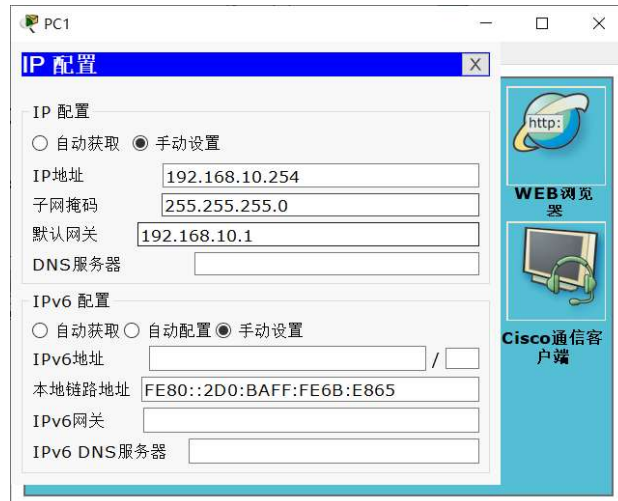 PC1
IP 配置
X
IP 配置
自动获取 手动设置
IP地址 192.168.10.254
子网掩码 255.255.255.0
默认网关 192.168.10.1
DNS服务器
IPv6 配置
自动获取 自动配置 手动设置
IPv6地址 /
本地链路地址 FE80::2D0:BAFF:FE6B:E865
IPv6网关
IPv6 DNS服务器
http:
WEB浏览
器
Cisco通信客
户端